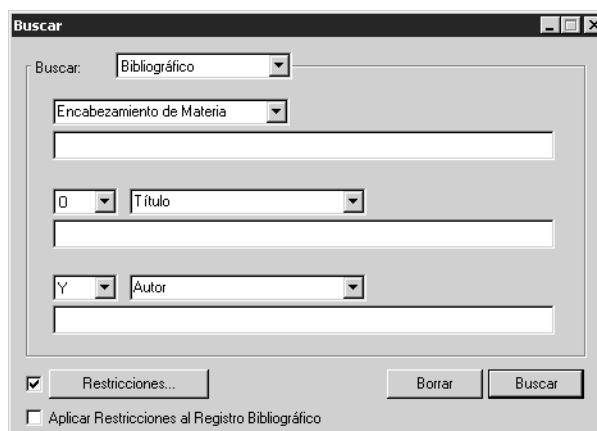 Buscar
Buscar: Bibliográfico
Encabezamiento de Materia
O Título
Y Autor
Restricciones... Borrar Buscar
Aplicar Restricciones al Registro Bibliográfico